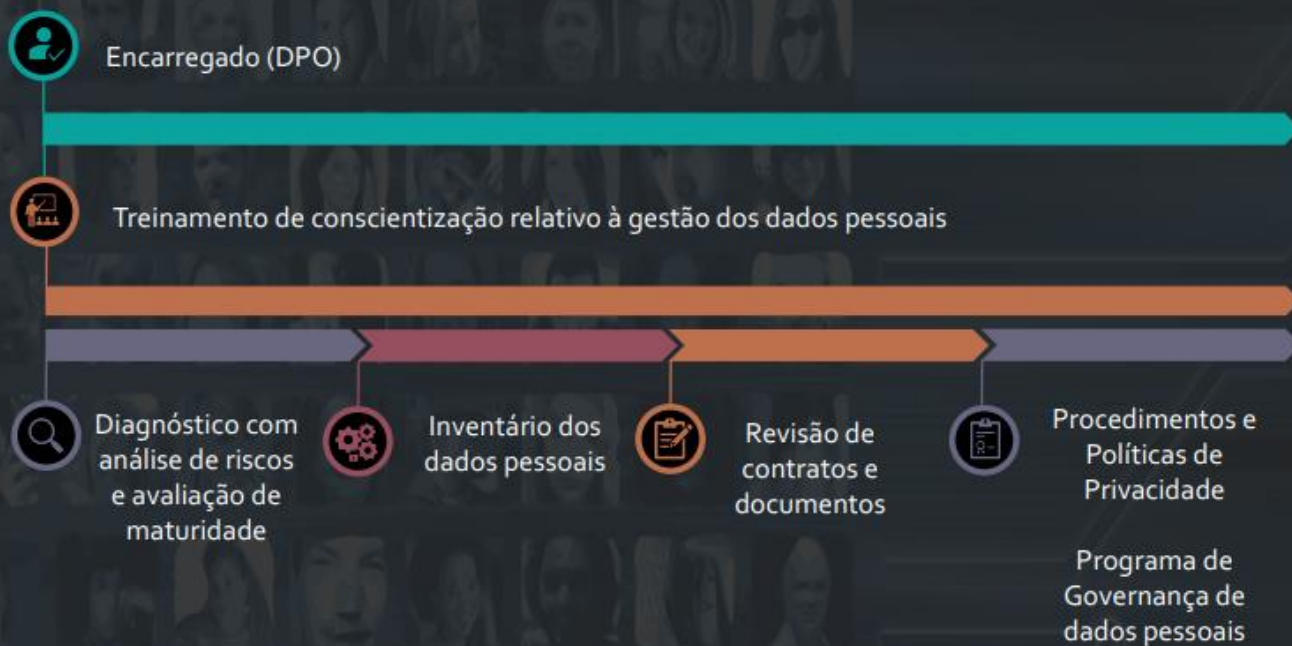 Encarregado (DPO)
Treinamento de conscientização relativo à gestão dos dados pessoais
Diagnóstico com
análise de riscos
e avaliação de
maturidade
Inventário dos
dados pessoais
Revisão de
contratos e
documentos
Procedimentos e
Políticas de
Privacidade
Programa de
Governança de
dados pessoais